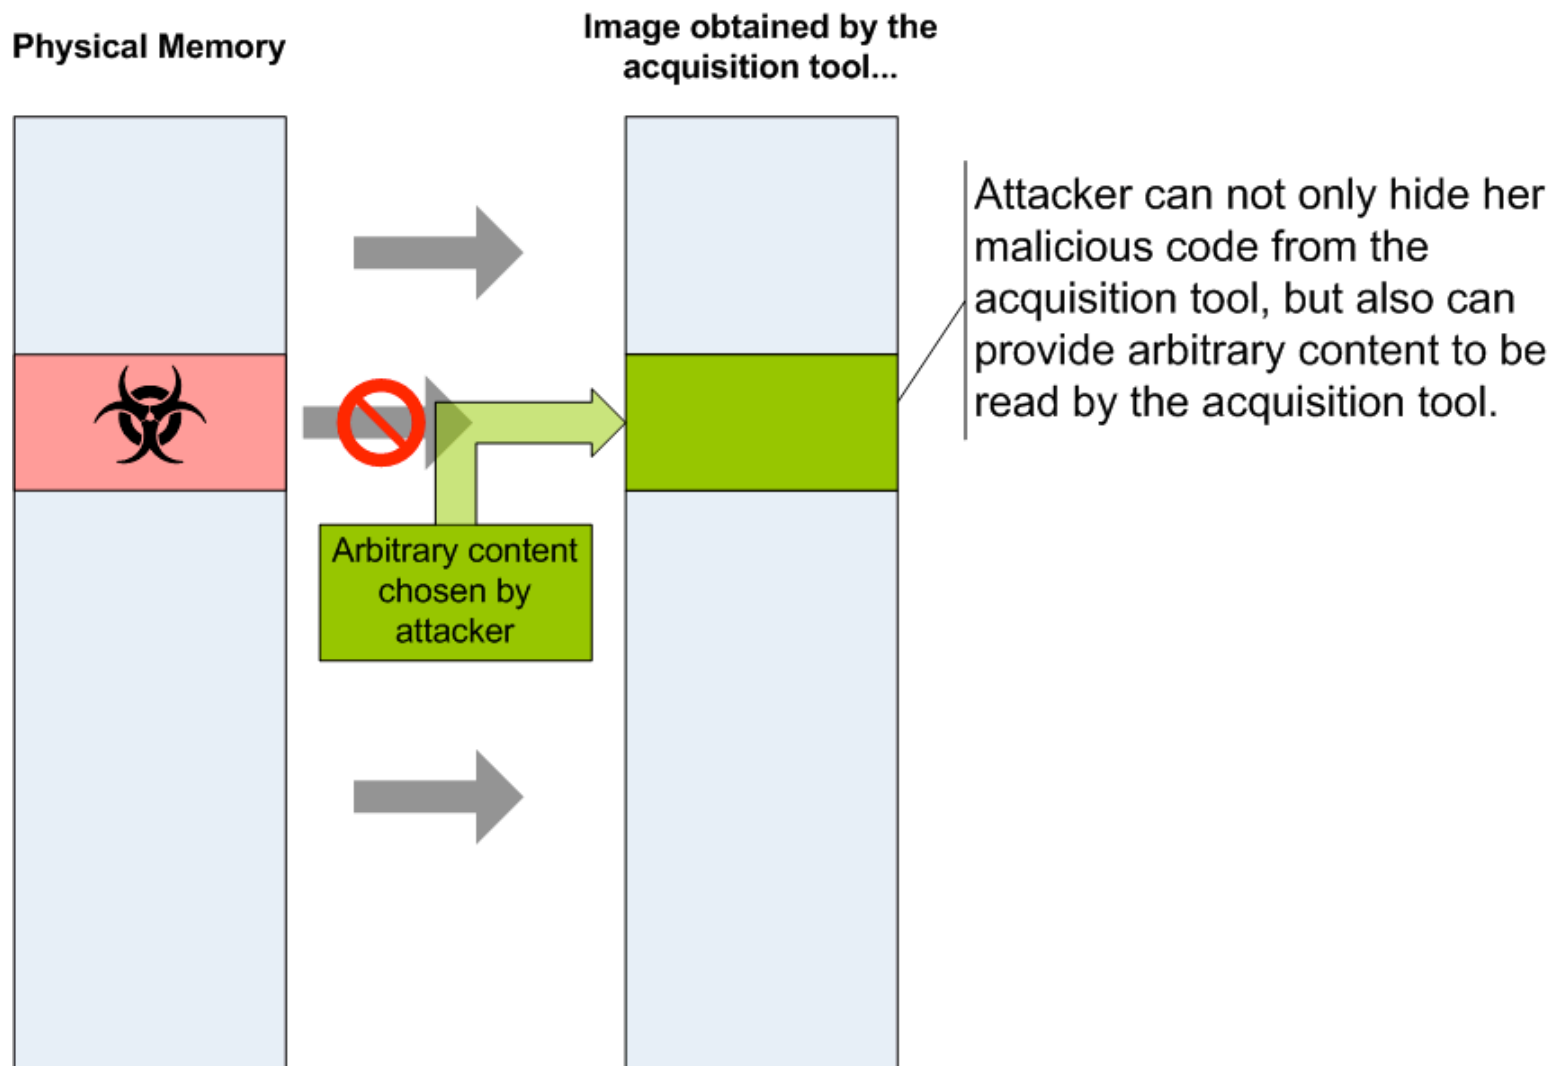 Physical Memory
Image obtained by the
acquisition tool...
Attacker can not only hide her
malicious code from the
acquisition tool, but also can
provide arbitrary content to be
read by the acquisition tool.
Arbitrary content
chosen by
attacker